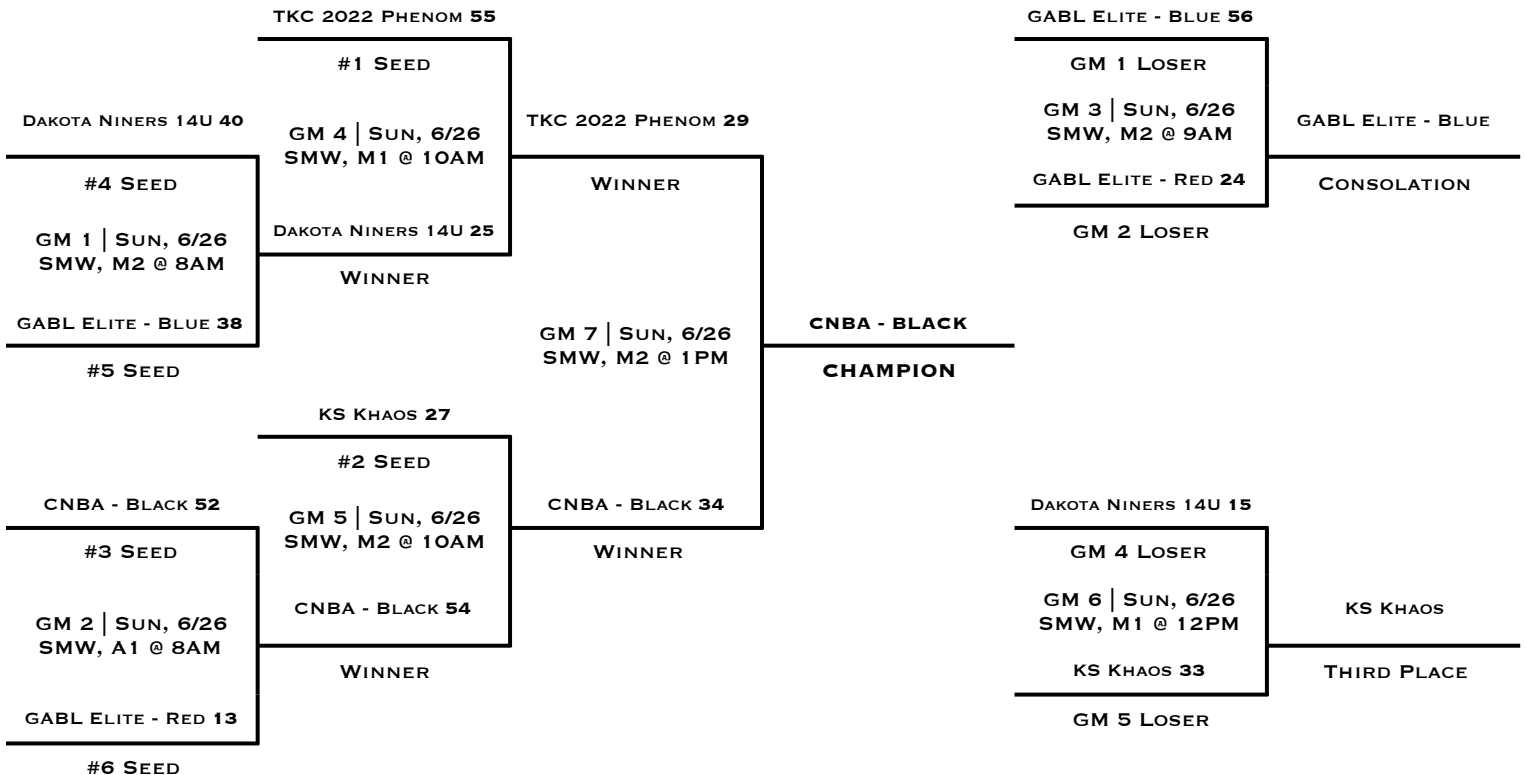 TKC 2022 Phenom 55
#1 Seed
Dakota Niners 14U 40
GM 4 | Sun, 6/26
SMW, M1 @ 10AM
TKC 2022 Phenom 29
#4 Seed
Winner
GM 1 | Sun, 6/26
SMW, M2 @ 8AM
Dakota Niners 14U 25
Winner
GABL Elite - Blue 38
#5 Seed
GM 7 | Sun, 6/26
SMW, M2 @ 1PM
CNBA - BLACK
CHAMPION
KS Khaos 27
#2 Seed
CNBA - Black 52
#3 Seed
GM 5 | Sun, 6/26
SMW, M2 @ 10AM
CNBA - Black 34
Winner
GM 2 | Sun, 6/26
SMW, A1 @ 8AM
CNBA - Black 54
Winner
GABL Elite - Red 13
#6 Seed
GABL Elite - Blue 56
GM 1 Loser
GM 3 | Sun, 6/26
SMW, M2 @ 9AM
GABL Elite - Red 24
GM 2 Loser
GABL Elite - Blue
Consolation
Dakota Niners 14U 15
GM 4 Loser
GM 6 | Sun, 6/26
SMW, M1 @ 12PM
KS Khaos 33
GM 5 Loser
KS Khaos
Third Place